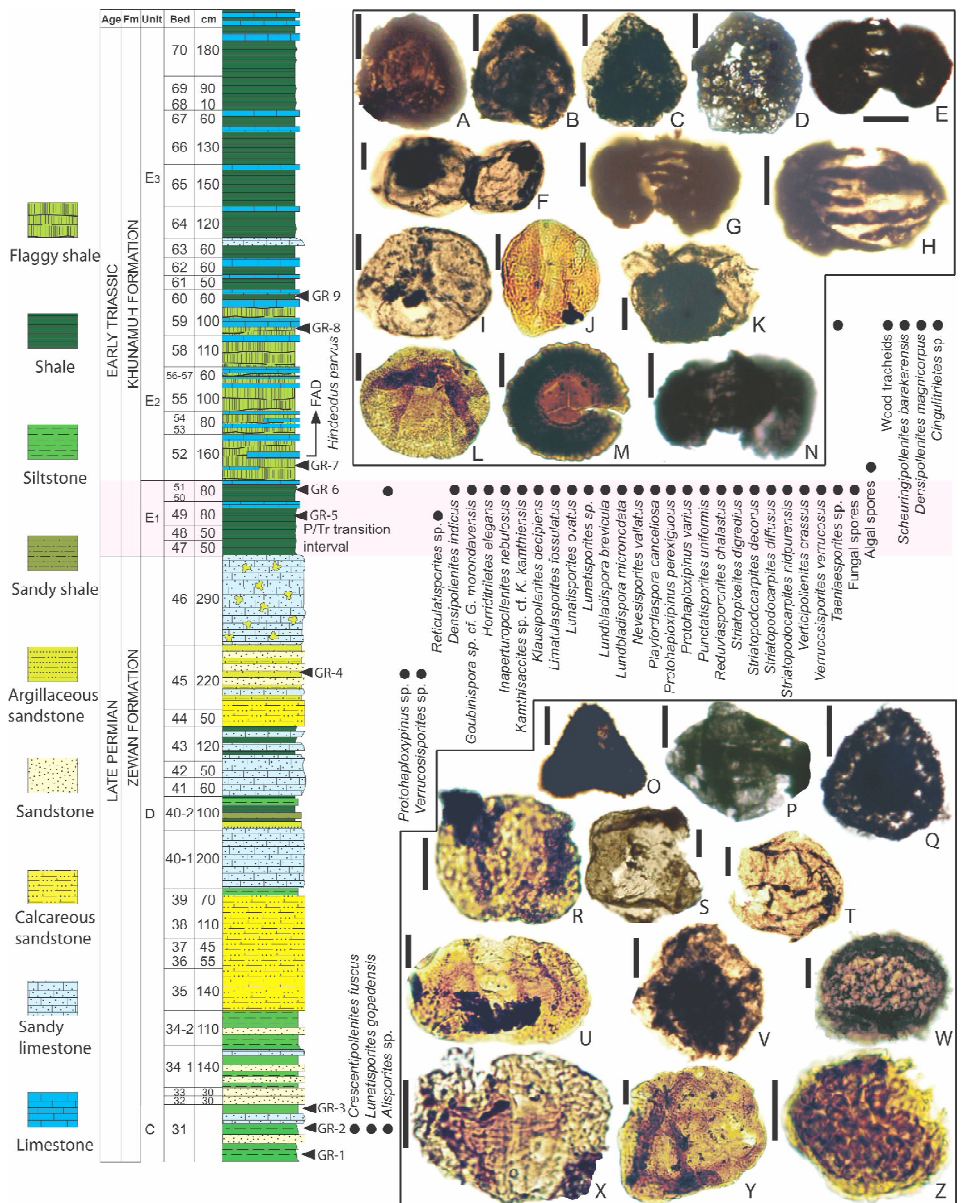 Age Fm Unit Bed cm
70 180
69 90
68 10
67 60
66 130
E3
65 150
64 120
63 60
62 60
61 50
60 60
GR 9
59 100
GR-8
58 110
56-57 60
55 100
E2
54
53
80
52 160
GR-7
FAD
Hindeodus parvus
51
50
80
GR 6
49 80
GR-5
E1
48 50
47 50
P/Tr transition
interval
46 290
45 220
GR-4
44 50
43 120
42 50
41 60
D
40-2 100
40-1 200
39 70
38 110
37 45
36 55
35 140
34-2 110
34 1 140
33 30
32 30
GR-3
C
31
GR-2
GR-1
EARLY TRIASSIC
KHUNAMUH FORMATION
LATE PERMIAN
ZEWAN FORMATION
Flaggy shale
Shale
Siltstone
Sandy shale
Argillaceous
sandstone
Sandstone
Calcareous
sandstone
Sandy
limestone
Limestone
A
B
C
D
E
F
G
H
I
J
K
L
M
N
Wood tracheids
Scheuringipollenites barakarensis
Densipollenites magnicorpus
Cingulitriletes sp
Reticulatisporites sp.
Densipollenites indicus
Goubinispora sp. cf. G. morondavensis
Horriditriletes elegans
Inaperturopollenites nebulosus
Kamthisaccites sp. cf. K. kamthiensis
Klausipollenites decipiens
Limatulasporites fossulatus
Lunatisporites ovatus
Lunatisporites sp.
Lundbladispora brevicula
Lundbladispora microndata
Nevesisporites vallatus
Playfordiaspora cancellosa
Protohaploxipinus perexiguous
Protohaploxipinus varius
Punctatisporites uniformis
Reduviasporonites chalastus
Striatopiceites digredius
Striatopodocarpites decorus
Striatopodocarpites diffusus
Striatopodocarpites nidpurensis
Verticipollenites crassus
Verrucosisporites verrucosus
Taeniaesporites sp.
Fungal spores
Algal spores
Protohaploxypinus sp.
Verrucosisporites sp.
Crescentipollenites fuscus
Lunatisporites gopadensis
Alisporites sp.
O
P
Q
R
S
T
U
V
W
X
Y
Z